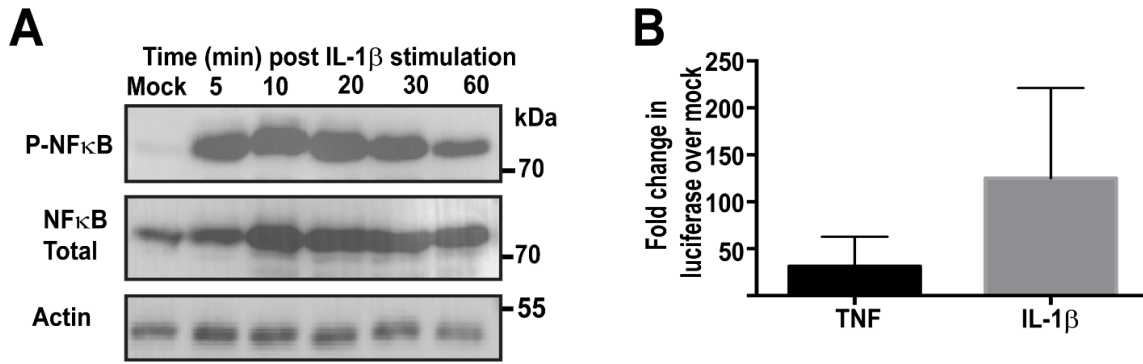 A
Time (min) post IL-1β stimulation
Mock 5 10 20 30 60
kDa
P-NFκB
70
NFκB
Total
70
Actin
55
B
Fold change in
luciferase over mock
250
200
150
100
50
TNF IL-1β